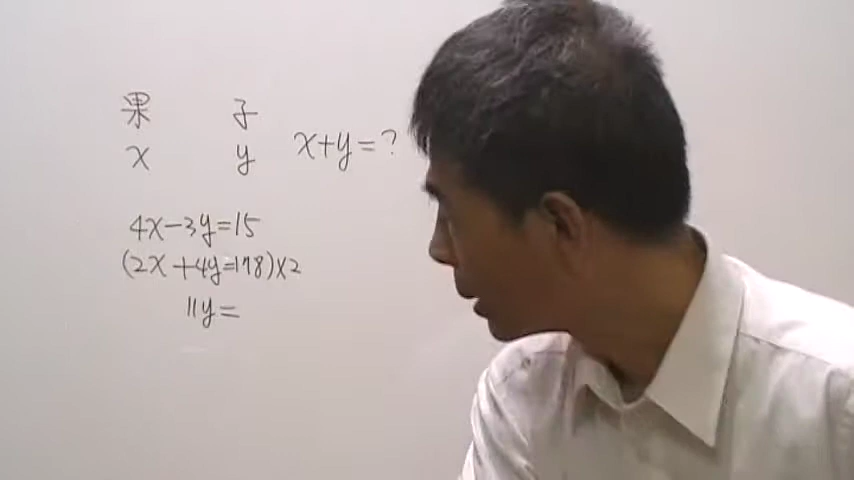 果 子
x y x+y=?
4x-3y=15
(2x+4y=178)x2
11y=